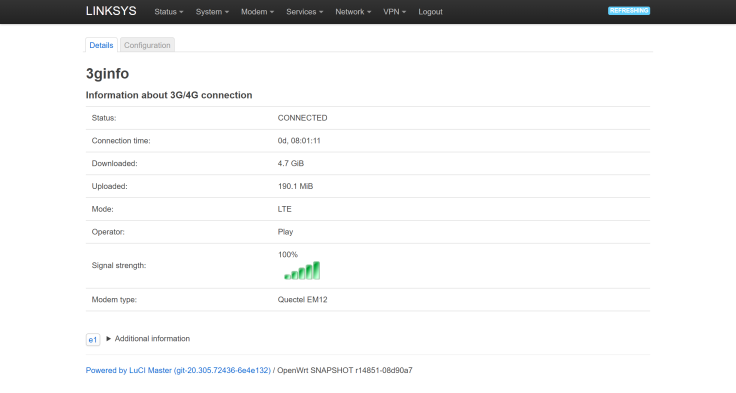 LINKSYS Status System Modem Services Network VPN Logout REFRESHING
Details Configuration
3ginfo
Information about 3G/4G connection
Status: CONNECTED
Connection time: 0d, 08:01:11
Downloaded: 4.7 GiB
Uploaded: 190.1 MiB
Mode: LTE
Operator: Play
Signal strength: 100%
Modem type: Quectel EM12
e1 ► Additional information
Powered by LuCI Master (git-20.305.72436-6e4e132) / OpenWrt SNAPSHOT r14851-08d90a7